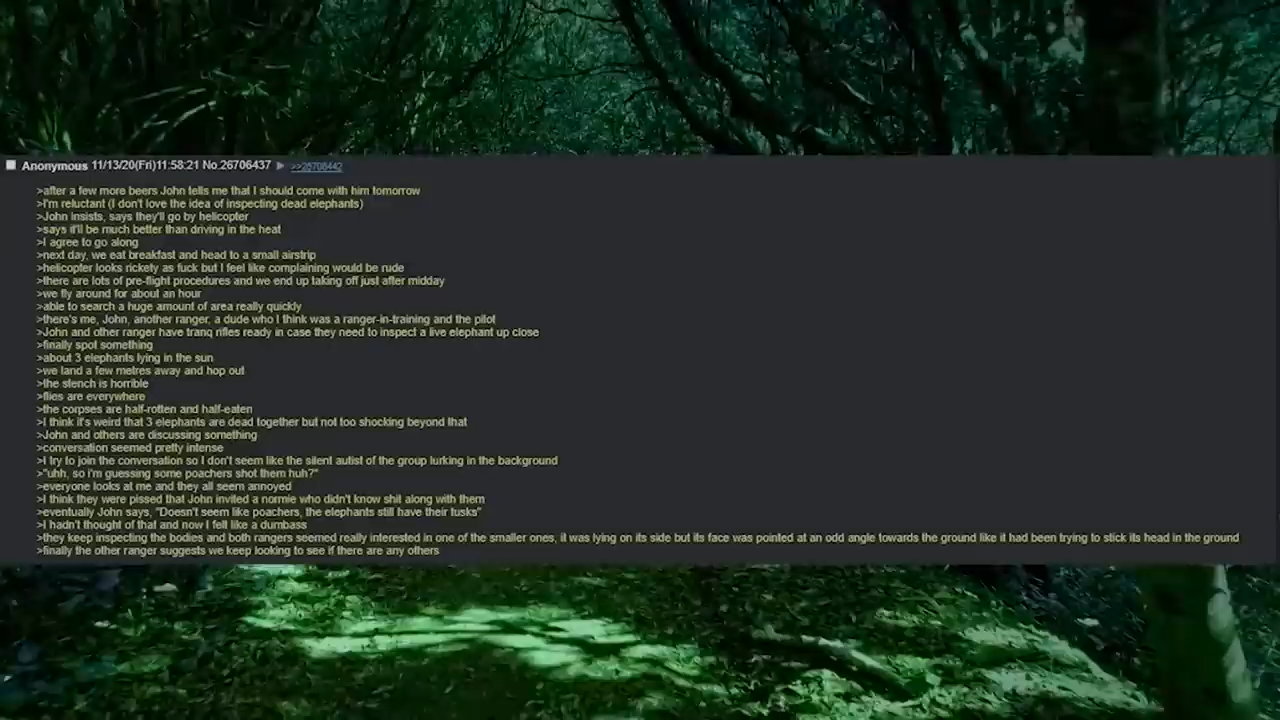 Anonymous 11/13/20(Fri)11:58:21 No.26706437 ▶ >>26706442
>after a few more beers John tells me that I should come with him tomorrow
>I'm reluctant (I don't love the idea of inspecting dead elephants)
>John insists, says they'll go by helicopter
>says it'll be much better than driving in the heat
>I agree to go along
>next day, we eat breakfast and head to a small airstrip
>helicopter looks rickety as fuck but I feel like complaining would be rude
>there are lots of pre-flight procedures and we end up taking off just after midday
>we fly around for about an hour
>able to search a huge amount of area really quickly
>there's me, John, another ranger, a dude who I think was a ranger-in-training and the pilot
>John and other ranger have tranq rifles ready in case they need to inspect a live elephant up close
>finally spot something
>about 3 elephants lying in the sun
>we land a few metres away and hop out
>the stench is horrible
>flies are everywhere
>the corpses are half-rotten and half-eaten
>I think it's weird that 3 elephants are dead together but not too shocking beyond that
>John and others are discussing something
>conversation seemed pretty intense
>I try to join the conversation so I don't seem like the silent autist of the group lurking in the background
>"uhh, so i'm guessing some poachers shot them huh?"
>everyone looks at me and they all seem annoyed
>I think they were pissed that John invited a normie who didn't know shit along with them
>eventually John says, "Doesn't seem like poachers, the elephants still have their tusks"
>I hadn't thought of that and now I felt like a dumbass
>they keep inspecting the bodies and both rangers seemed really interested in one of the smaller ones, it was lying on its side but its face was pointed at an odd angle towards the ground like it had been trying to stick its head in the ground
>finally the other ranger suggests we keep looking to see if there are any others